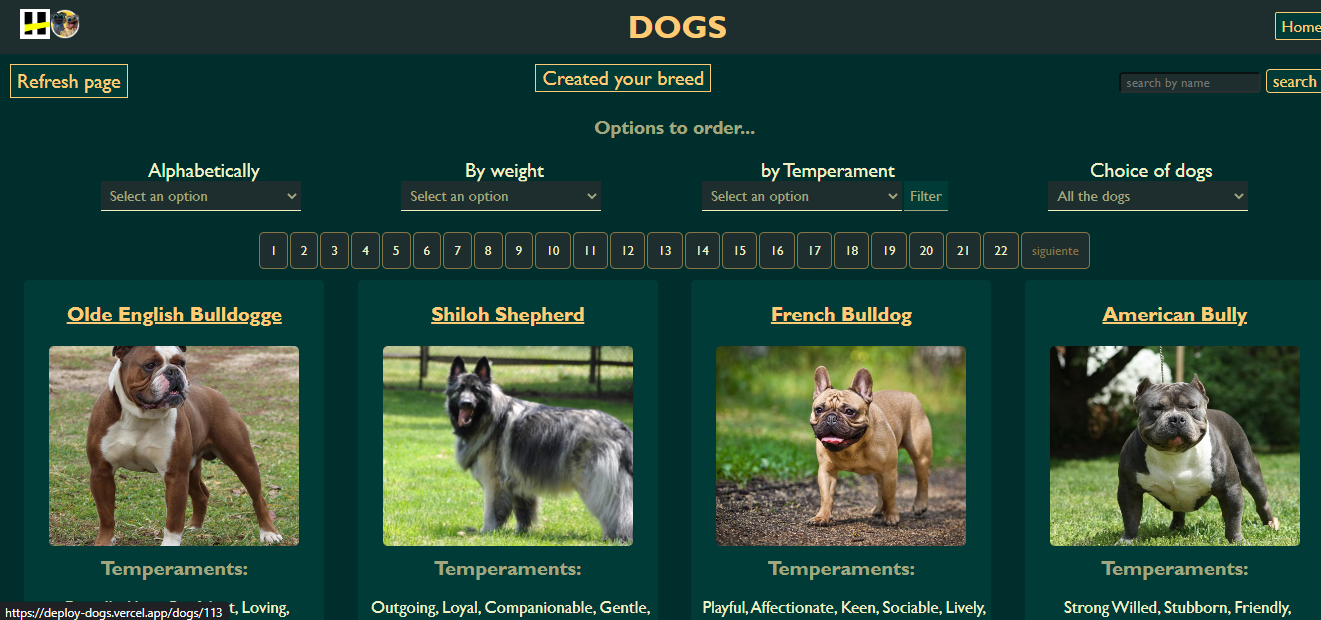 DOGS
Home
Refresh page
Created your breed
search by name
search
Options to order...
Alphabetically
By weight
by Temperament
Choice of dogs
Select an option
Select an option
Select an option
Filter
All the dogs
1 2 3 4 5 6 7 8 9 10 11 12 13 14 15 16 17 18 19 20 21 22 siguiente
Olde English Bulldogge
Shiloh Shepherd
French Bulldog
American Bully
Temperaments:
Temperaments:
Temperaments:
Temperaments:
Loving,
Outgoing, Loyal, Companionable, Gentle,
Playful, Affectionate, Keen, Sociable, Lively,
Strong Willed, Stubborn, Friendly,
https://deploy-dogs.vercel.app/dogs/113